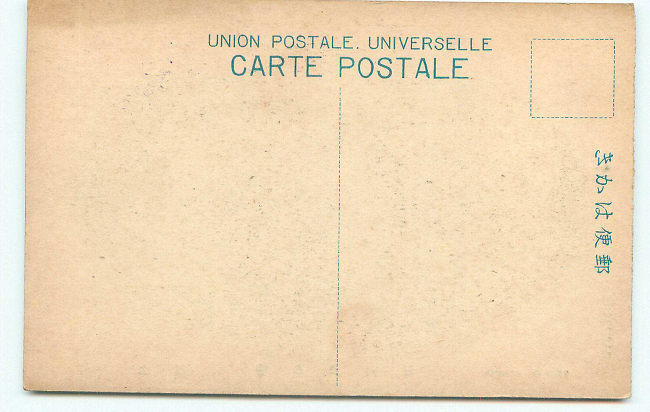 UNION POSTALE. UNIVERSELLE
CARTE POSTALE
きかは便郵